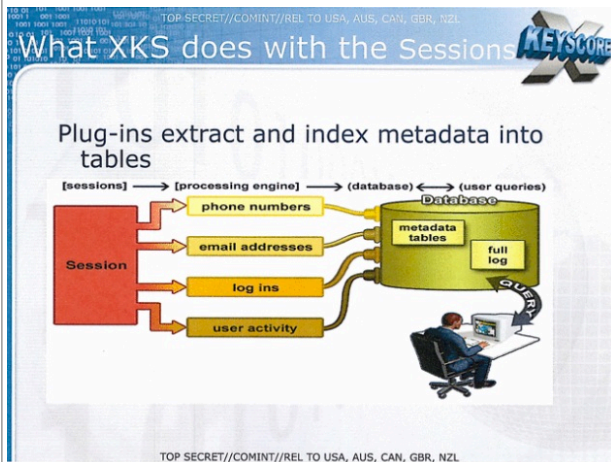 TOP SECRET//COMINT//REL TO USA, AUS, CAN, GBR, NZL
What XKS does with the Sessions
X KEYSCORE
Plug-ins extract and index metadata into
tables
[sessions] → [processing engine] → (database) ↔ (user queries)
Database
phone numbers
metadata
tables
email addresses
full
log
Session
log ins
QUERY
user activity
TOP SECRET//COMINT//REL TO USA, AUS, CAN, GBR, NZL